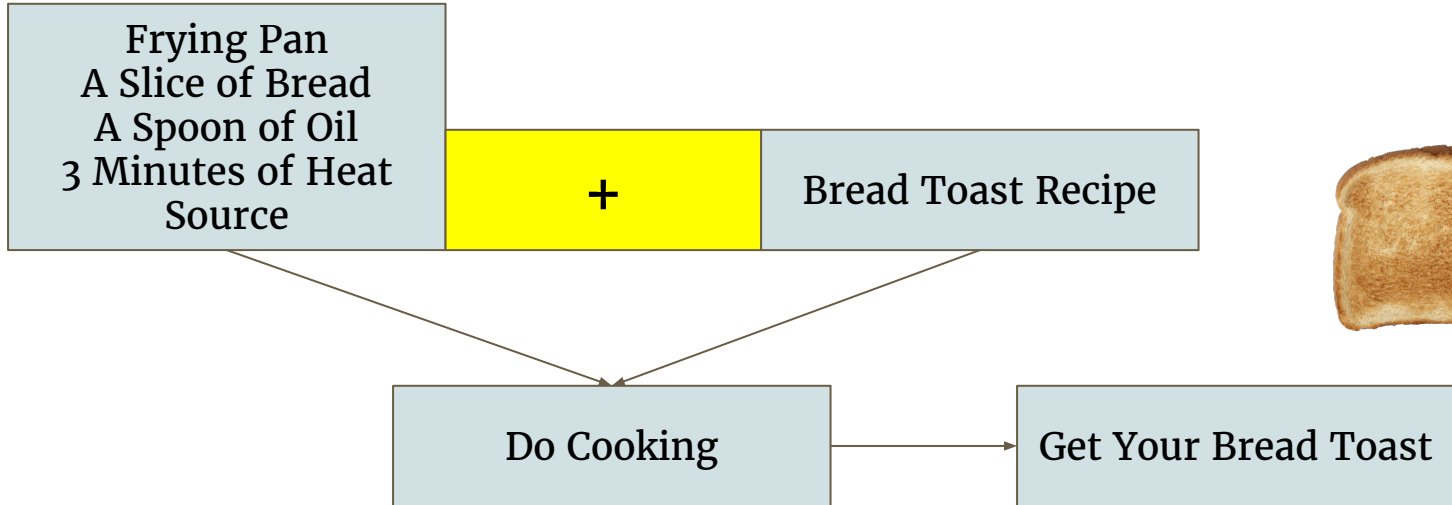 Frying Pan
A Slice of Bread
A Spoon of Oil
3 Minutes of Heat
Source
+
Bread Toast Recipe
Do Cooking
Get Your Bread Toast